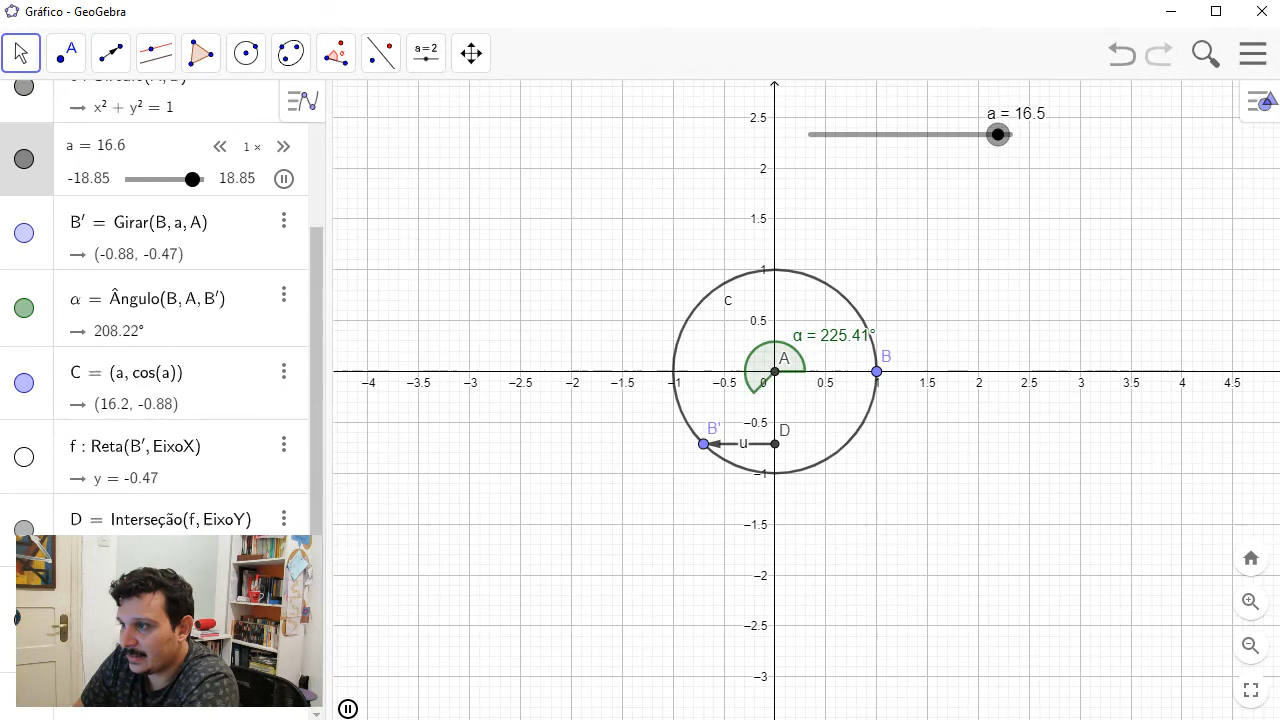 Gráfico - GeoGebra
A
a=2
→ x² + y² = 1
a = 16.6
1 ×
-18.85
18.85
B′ = Girar(B, a, A)
→ (-0.88, -0.47)
α = Ângulo(B, A, B′)
→ 208.22°
C = (a, cos(a))
→ (16.2, -0.88)
f : Reta(B′, EixoX)
→ y = -0.47
D = Interseção(f, EixoY)
a = 16.5
2.5
2
1.5
1
c
0.5
α = 225.41°
A
B
−4
−3.5
−3
−2.5
−2
−1.5
−1
−0.5
0
0.5
1
1.5
2
2.5
3
3.5
4
4.5
−0.5
B'
D
u
−1
−1.5
−2
−2.5
−3